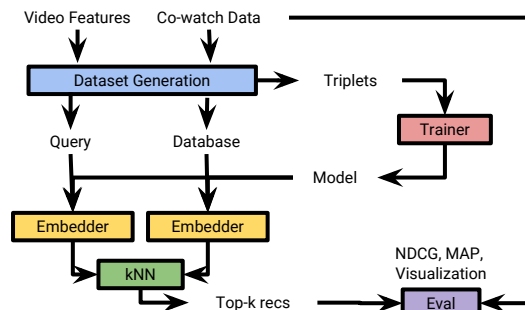 Video Features
Co-watch Data
Dataset Generation
Triplets
Trainer
Query
Database
Model
Embedder
Embedder
kNN
NDCG, MAP,
Visualization
Top-k recs
Eval